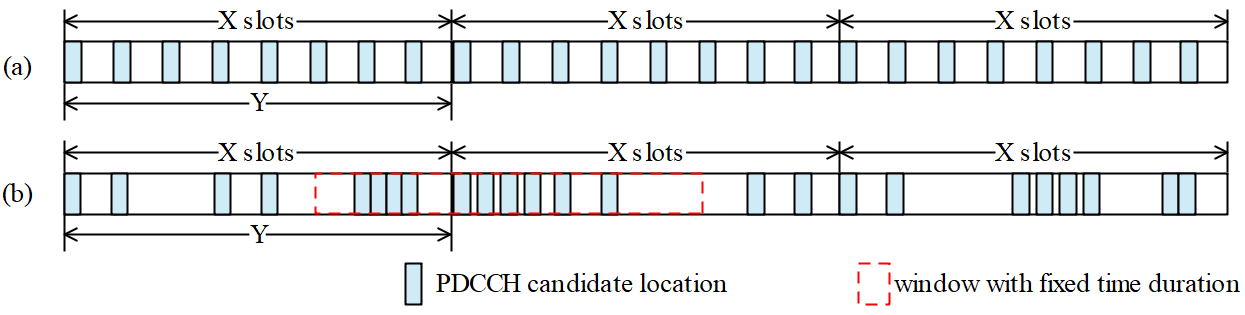 X slots X slots X slots
(a)
Y
X slots X slots X slots
(b)
Y
PDCCH candidate location window with fixed time duration